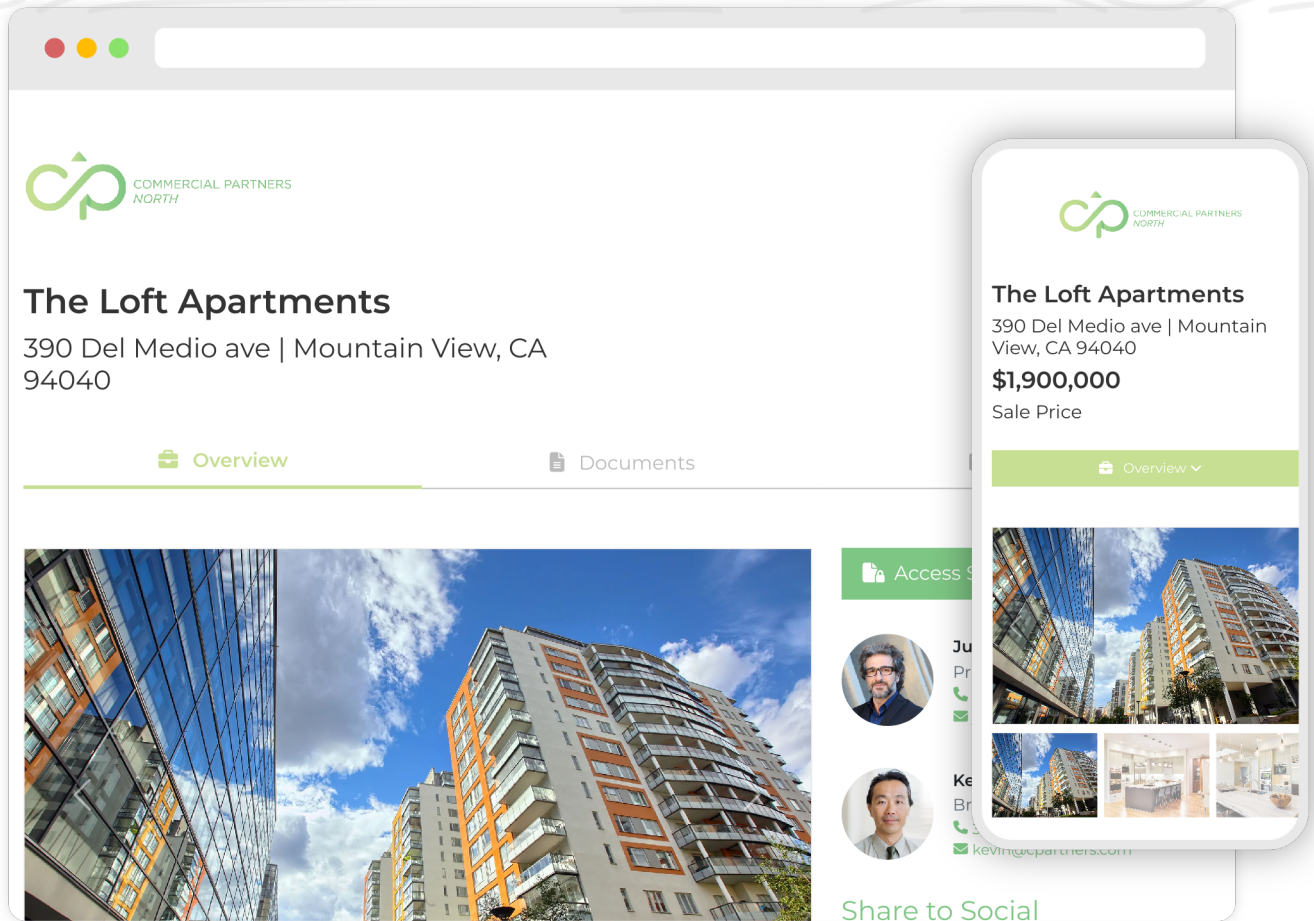 COMMERCIAL PARTNERS
NORTH
The Loft Apartments
390 Del Medio ave | Mountain View, CA
94040
Overview
Documents
Access
kevin@cpartners.com
Share to Social
COMMERCIAL PARTNERS
NORTH
The Loft Apartments
390 Del Medio ave | Mountain
View, CA 94040
$1,900,000
Sale Price
Overview